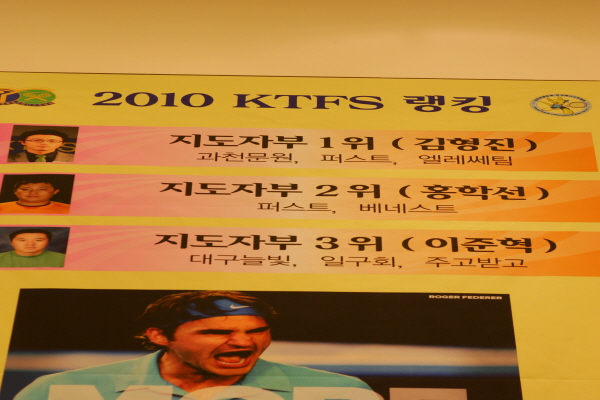 2010 KTFS 랭킹
지도자부 1위 ( 김형진 )
과천문원, 퍼스트, 엘레쎄팀
지도자부 2위 ( 홍학선 )
퍼스트, 베네스트
지도자부 3위 ( 이준혁 )
대구늘빛, 일구회, 주고받고
ROGER FEDERER